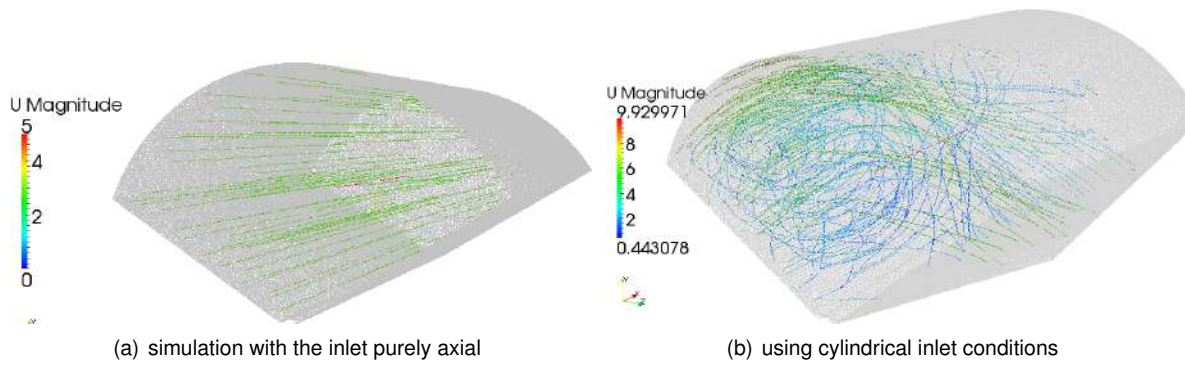 U Magnitude
5
4
2
0
U Magnitude
9.929971
8
6
4
2
0.443078
Y
X
Z
(a) simulation with the inlet purely axial
(b) using cylindrical inlet conditions